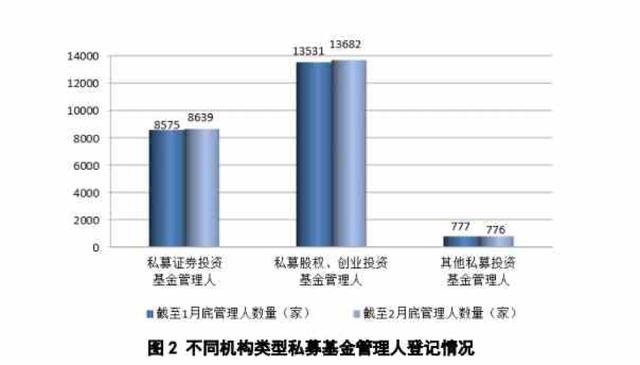 14000
12000
10000
8000
6000
4000
2000
0
8575
8639
13531
13682
777
776
私募证券投资
基金管理人
私募股权、创业投资
基金管理人
其他私募投资
基金管理人
截至1月底管理人数量（家）
截至2月底管理人数量（家）
图 2 不同机构类型私募基金管理人登记情况